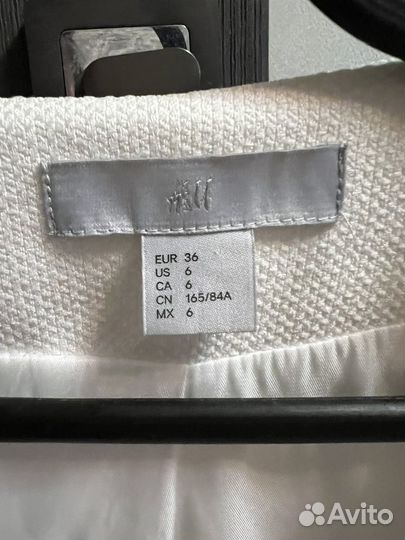 H&M
EUR 36
US 6
CA 6
CN 165/84A
MX 6
Avito